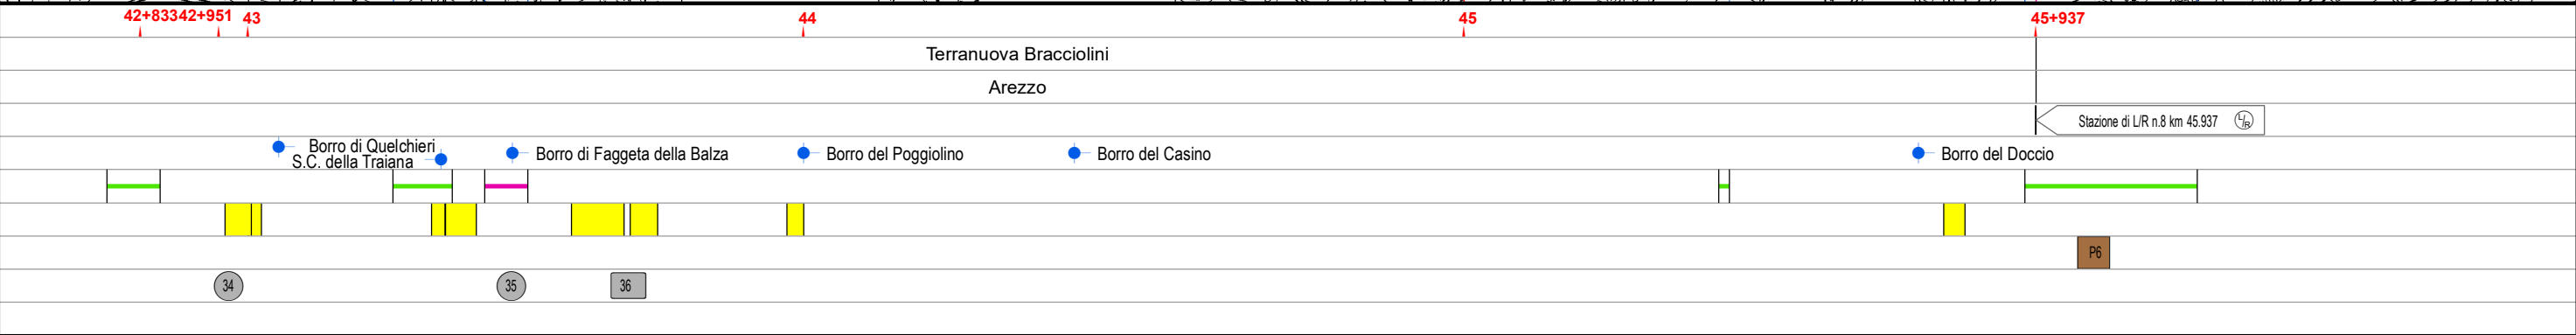 42+833 42+951 43 44 45 45+937
Terranuova Bracciolini
Arezzo
Stazione di L/R n.8 km 45.937 L/R
Borro di Quelchieri
S.C. della Traiana
Borro di Faggeta della Balza
Borro del Poggiolino
Borro del Casino
Borro del Doccio
P6
34 35 36